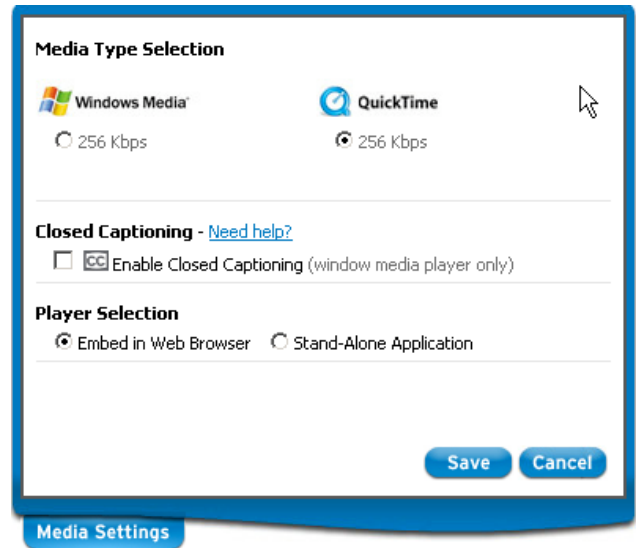 Media Type Selection
Windows Media QuickTime
256 Kbps 256 Kbps
Closed Captioning - Need help?
CC Enable Closed Captioning (window media player only)
Player Selection
Embed in Web Browser Stand-Alone Application
Save Cancel
Media Settings